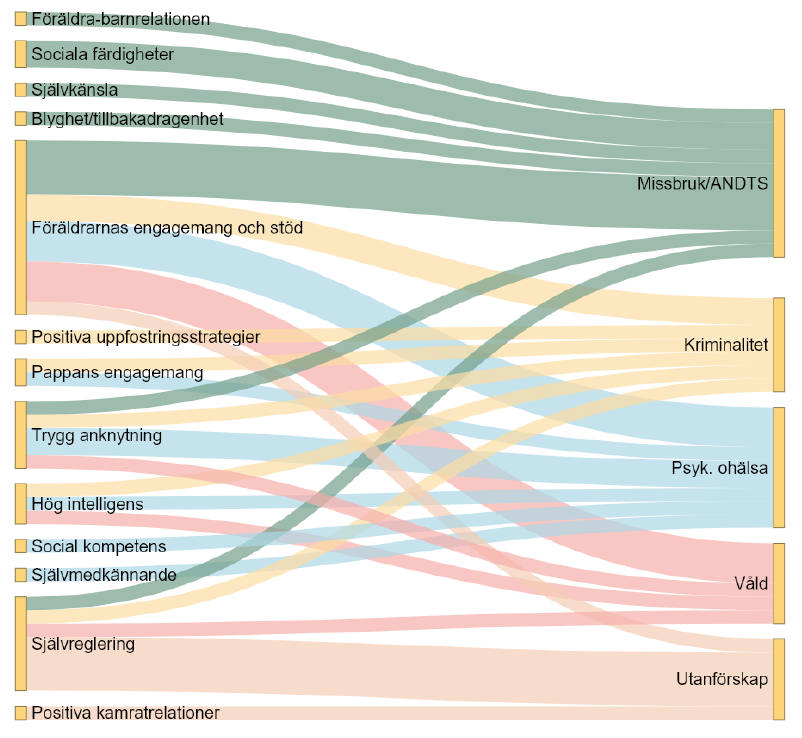 Föräldra-barnrelationen
Sociala färdigheter
Självkänsla
Blyghet/tillbakadragenhet
Föräldrarnas engagemang och stöd
Positiva uppfostringsstrategier
Pappans engagemang
Trygg anknytning
Hög intelligens
Social kompetens
Självmedkännande
Självreglering
Positiva kamratrelationer
Missbruk/ANDTS
Kriminalitet
Psyk. ohälsa
Våld
Utanförskap